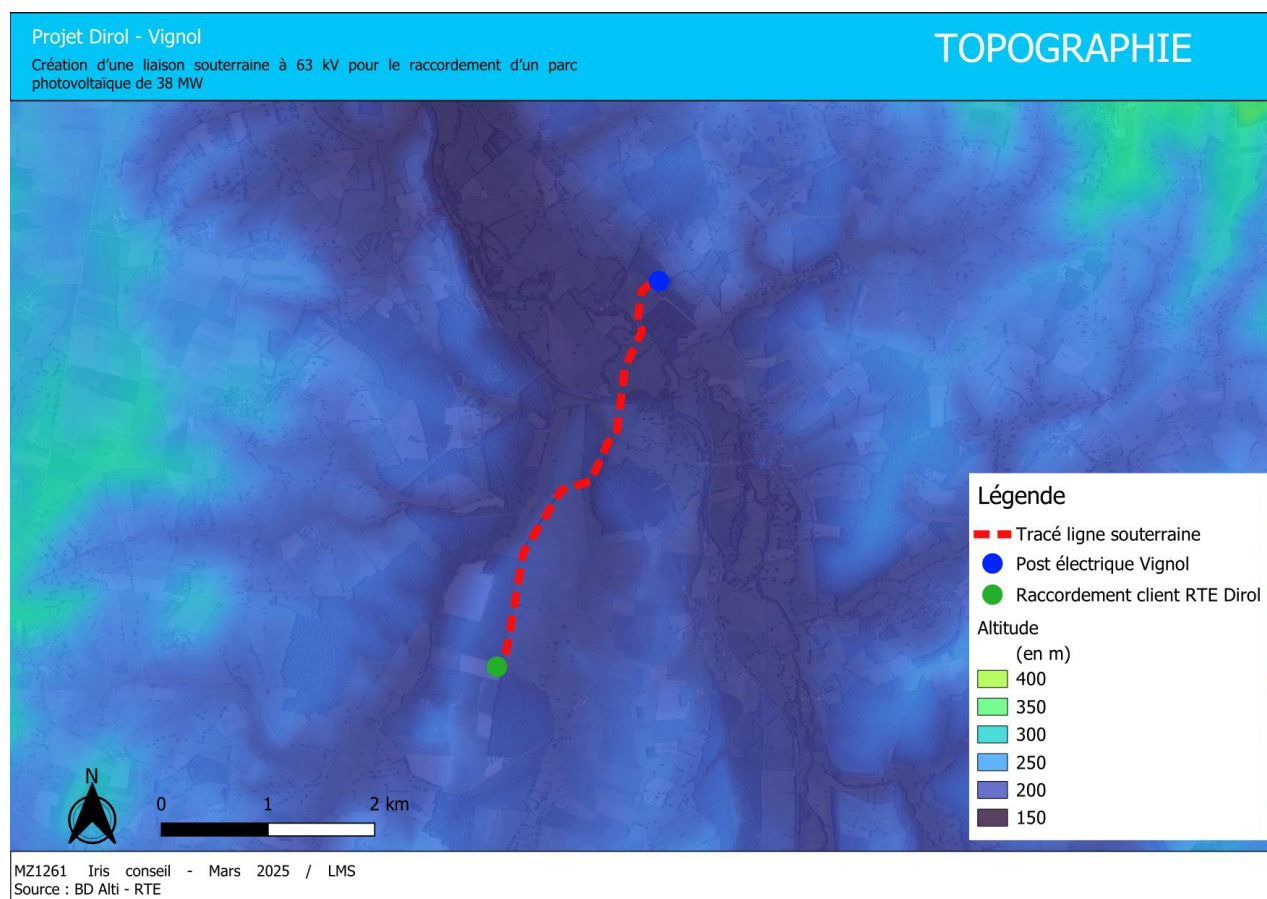 Projet Dirol - Vignol
TOPOGRAPHIE
Création d'une liaison souterraine à 63 kV pour le raccordement d'un parc
photovoltaïque de 38 MW
Légende
Tracé ligne souterraine
Post électrique Vignol
Raccordement client RTE Dirol
Altitude
(en m)
400
350
300
250
200
150
N
0 1 2 km
MZ1261 Iris conseil - Mars 2025 / LMS
Source : BD Alti - RTE